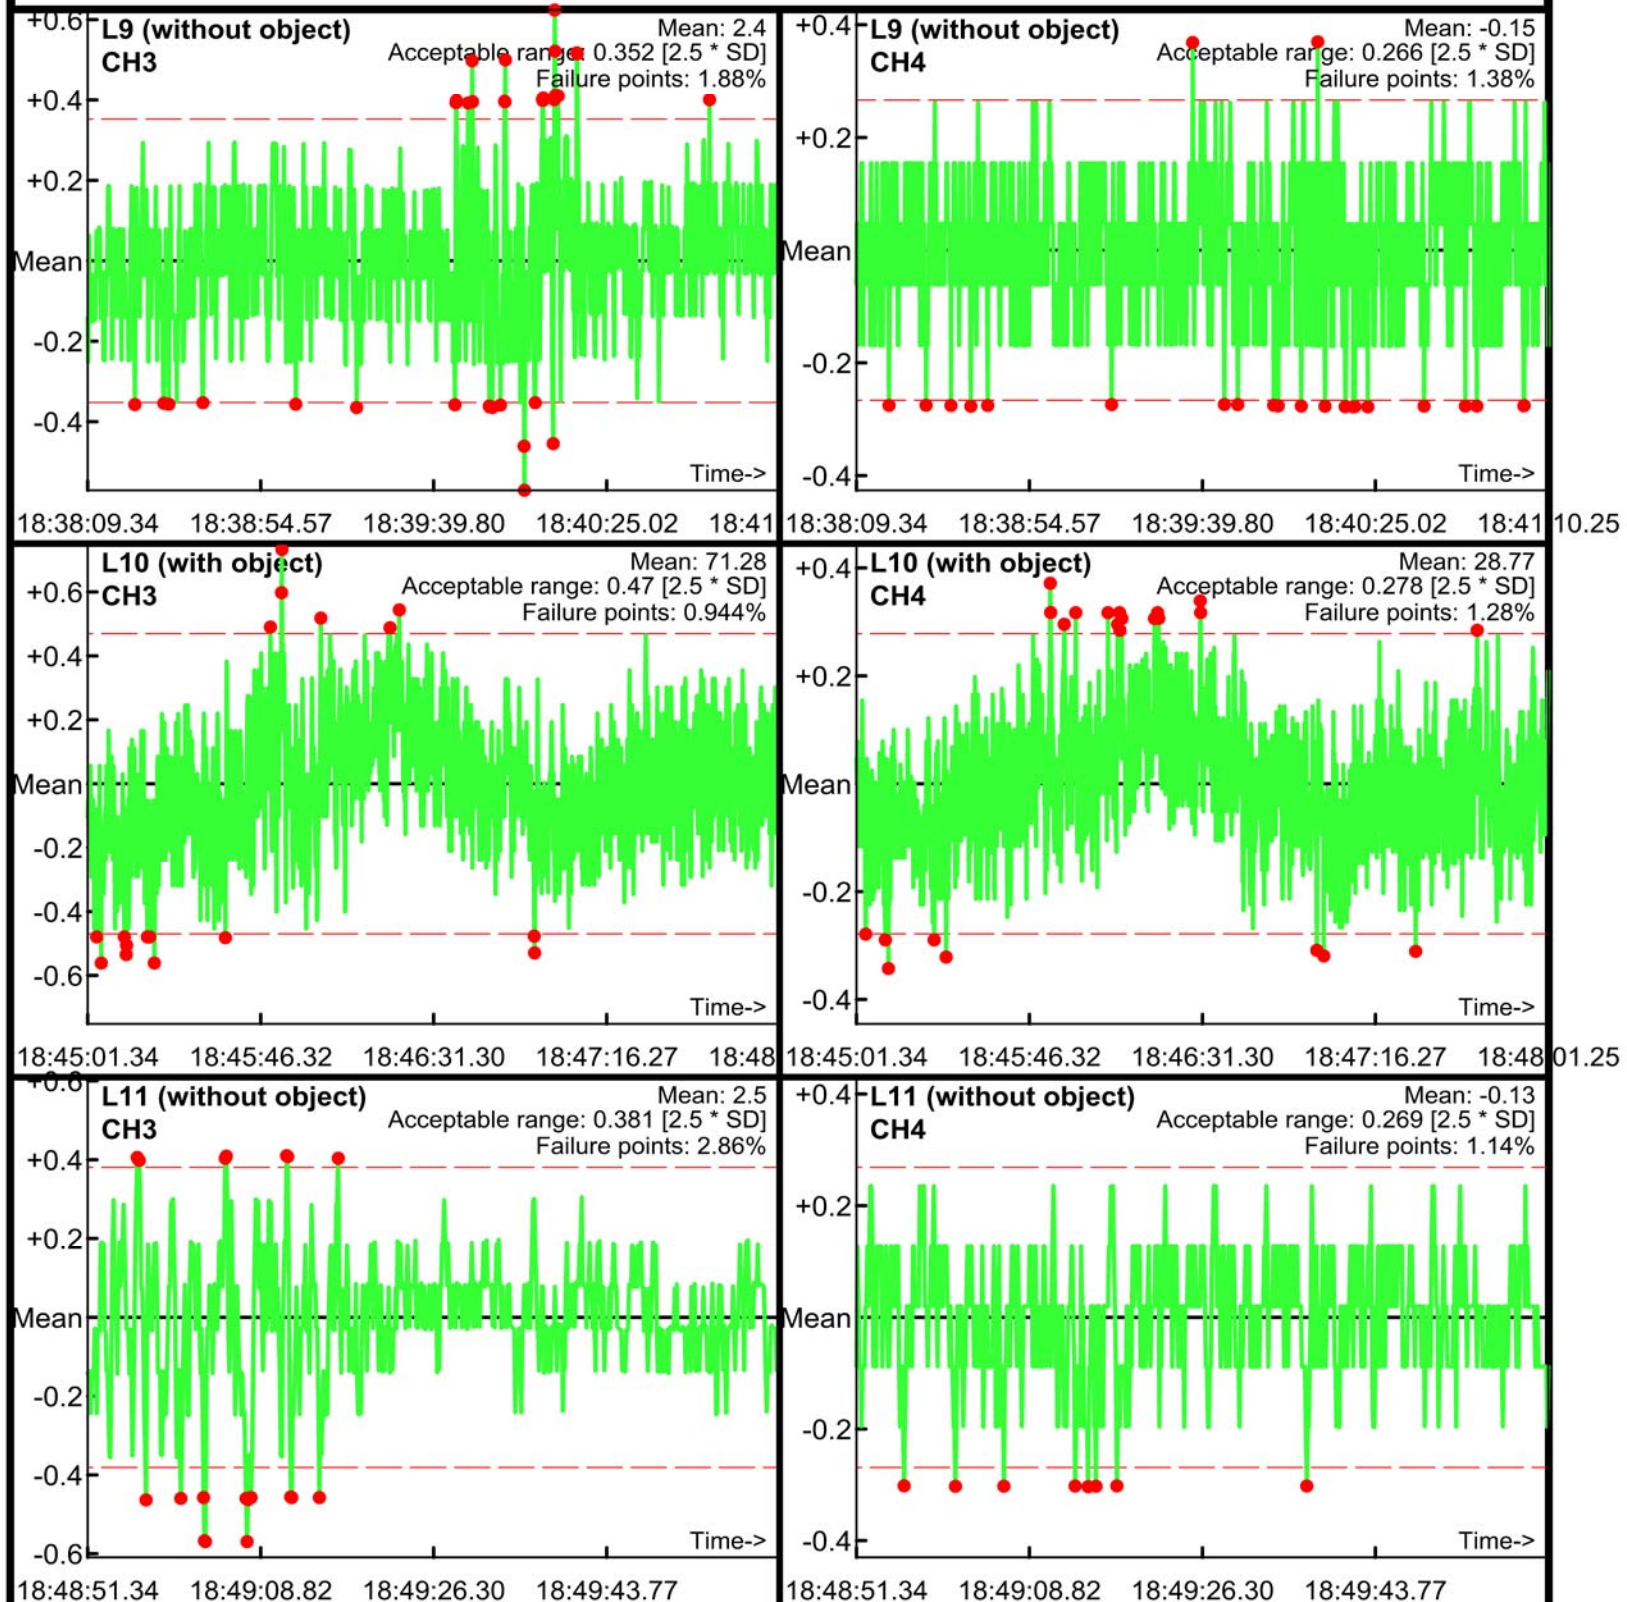 L9 (without object)
CH3
Mean: 2.4
Acceptable range: 0.352 [2.5 * SD]
Failure points: 1.88%
+0.6
+0.4
+0.2
Mean
-0.2
-0.4
Time->
18:38:09.34 18:38:54.57 18:39:39.80 18:40:25.02 18:41
L9 (without object)
CH4
Mean: -0.15
Acceptable range: 0.266 [2.5 * SD]
Failure points: 1.38%
+0.4
+0.2
Mean
-0.2
-0.4
Time->
18:38:09.34 18:38:54.57 18:39:39.80 18:40:25.02 18:41:10.25
L10 (with object)
CH3
Mean: 71.28
Acceptable range: 0.47 [2.5 * SD]
Failure points: 0.944%
+0.6
+0.4
+0.2
Mean
-0.2
-0.4
-0.6
Time->
18:45:01.34 18:45:46.32 18:46:31.30 18:47:16.27 18:48
L10 (with object)
CH4
Mean: 28.77
Acceptable range: 0.278 [2.5 * SD]
Failure points: 1.28%
+0.4
+0.2
Mean
-0.2
-0.4
Time->
18:45:01.34 18:45:46.32 18:46:31.30 18:47:16.27 18:48:01.25
L11 (without object)
CH3
Mean: 2.5
Acceptable range: 0.381 [2.5 * SD]
Failure points: 2.86%
+0.6
+0.4
+0.2
Mean
-0.2
-0.4
-0.6
Time->
18:48:51.34 18:49:08.82 18:49:26.30 18:49:43.77
L11 (without object)
CH4
Mean: -0.13
Acceptable range: 0.269 [2.5 * SD]
Failure points: 1.14%
+0.4
+0.2
Mean
-0.2
-0.4
Time->
18:48:51.34 18:49:08.82 18:49:26.30 18:49:43.77